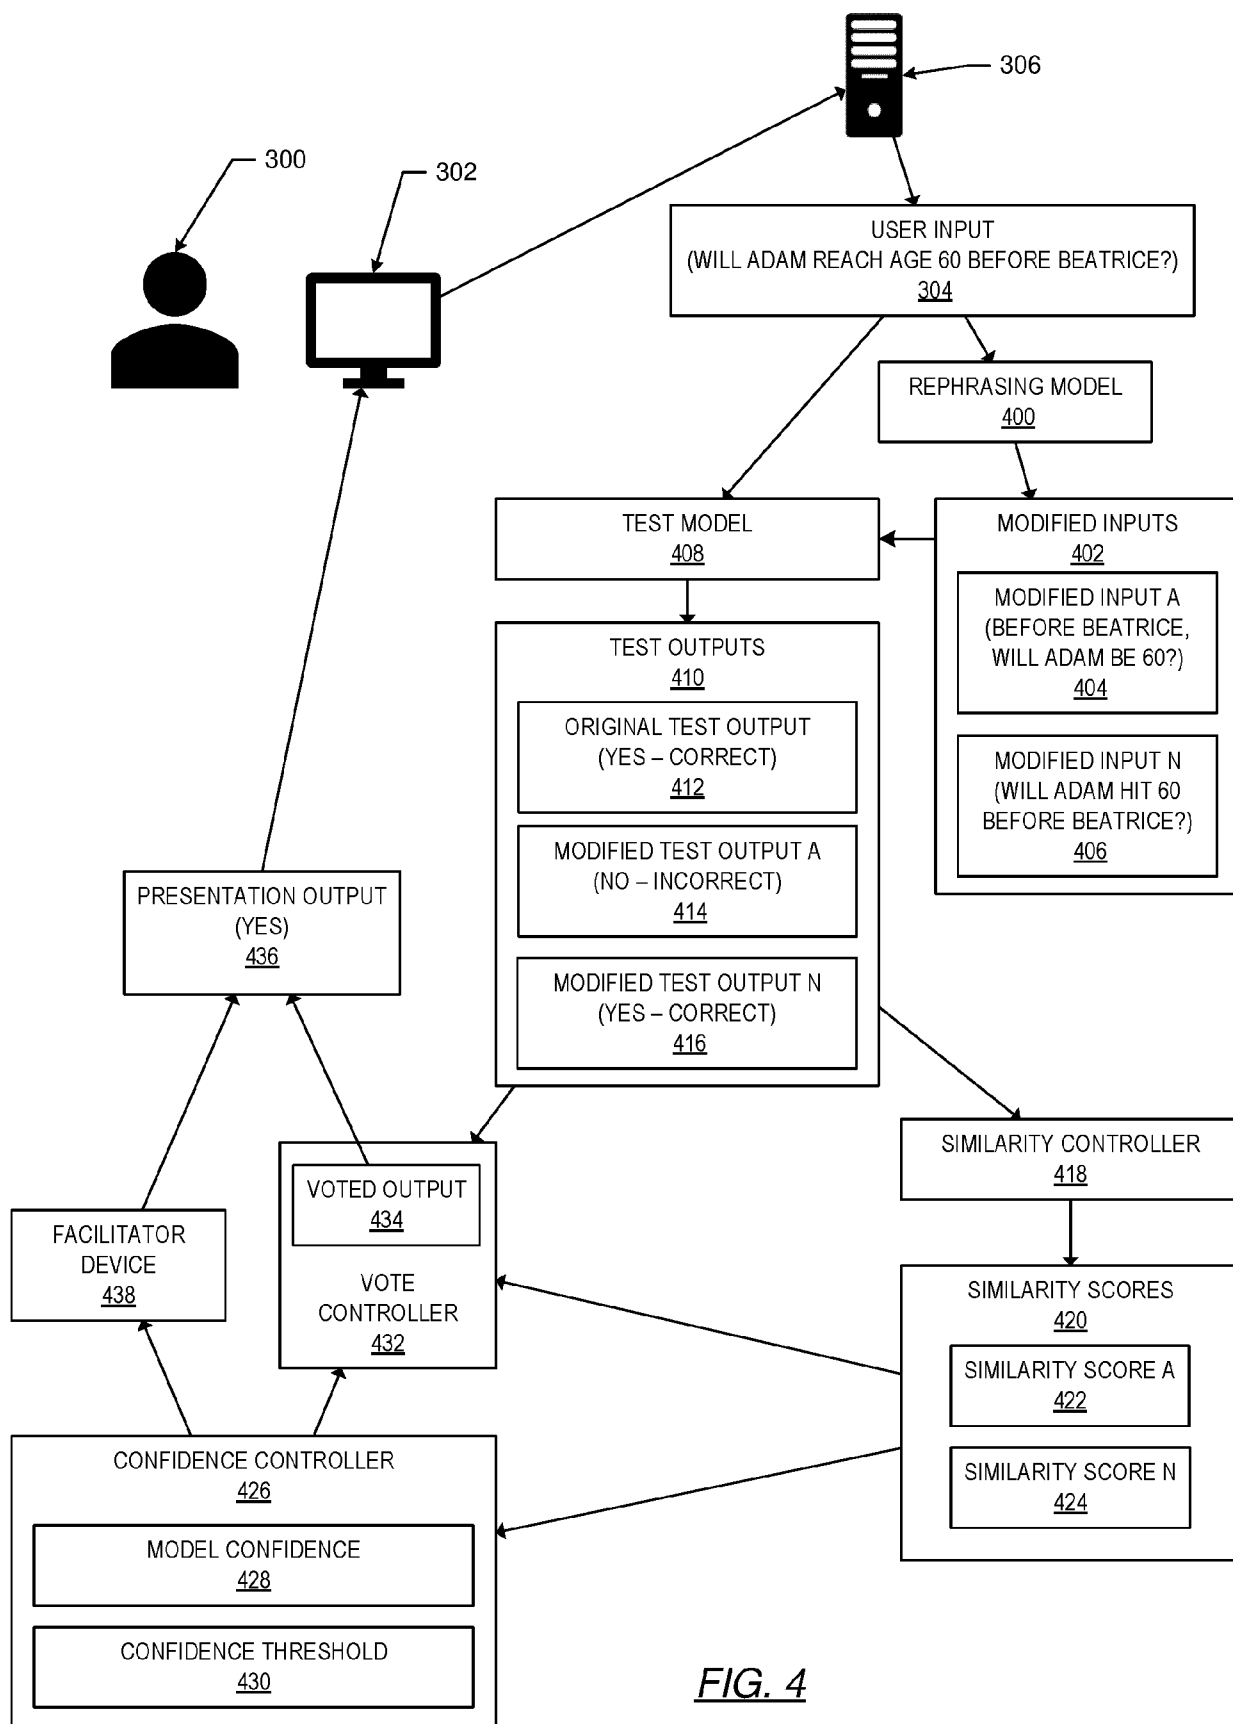 306
300
302
USER INPUT
(WILL ADAM REACH AGE 60 BEFORE BEATRICE?)
304
REPHRASING MODEL
400
TEST MODEL
408
MODIFIED INPUTS
402
MODIFIED INPUT A
(BEFORE BEATRICE,
WILL ADAM BE 60?)
404
MODIFIED INPUT N
(WILL ADAM HIT 60
BEFORE BEATRICE?)
406
TEST OUTPUTS
410
ORIGINAL TEST OUTPUT
(YES – CORRECT)
412
MODIFIED TEST OUTPUT A
(NO – INCORRECT)
414
MODIFIED TEST OUTPUT N
(YES – CORRECT)
416
PRESENTATION OUTPUT
(YES)
436
SIMILARITY CONTROLLER
418
VOTED OUTPUT
434
VOTE
CONTROLLER
432
FACILITATOR
DEVICE
438
SIMILARITY SCORES
420
SIMILARITY SCORE A
422
SIMILARITY SCORE N
424
CONFIDENCE CONTROLLER
426
MODEL CONFIDENCE
428
CONFIDENCE THRESHOLD
430
FIG. 4